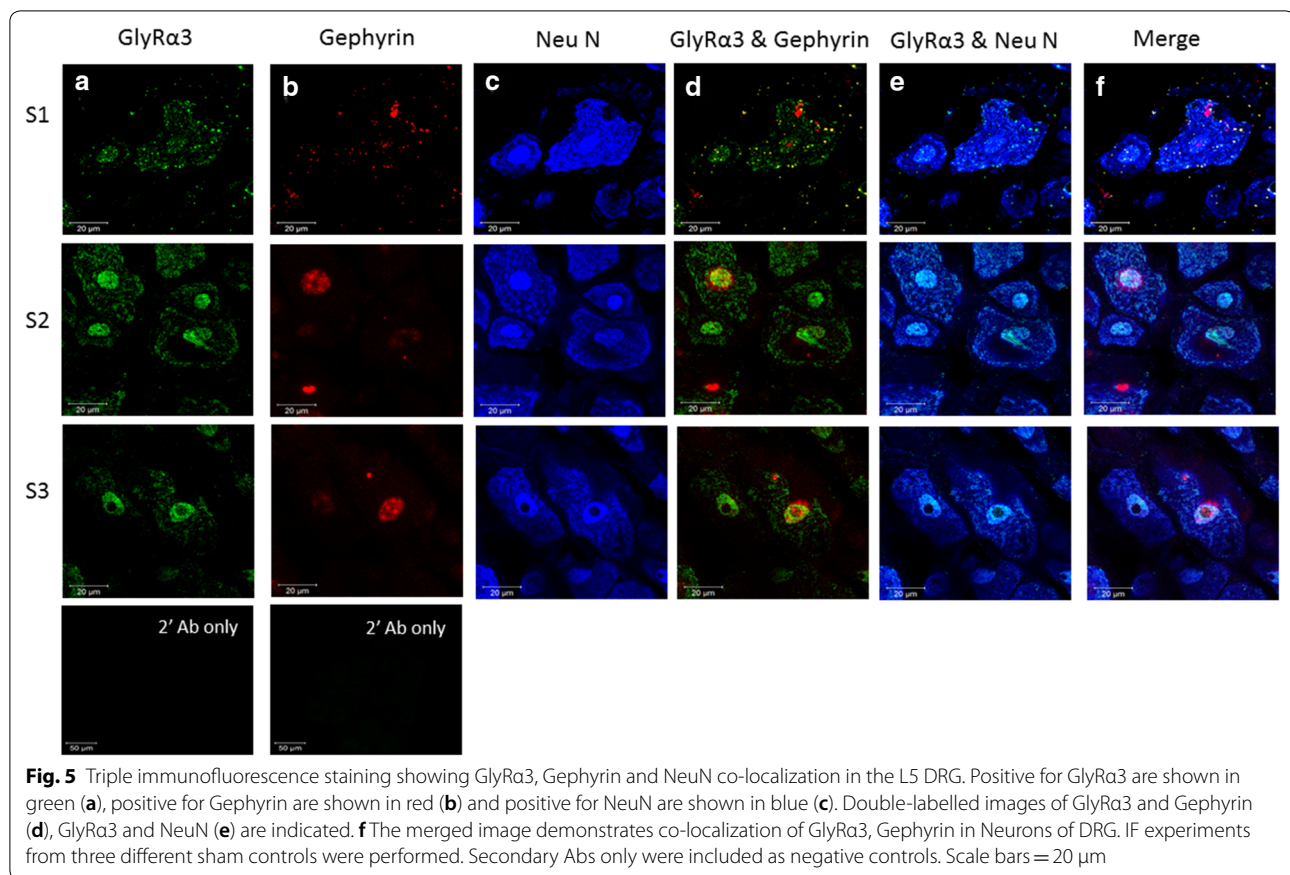 GlyRα3 Gephyrin Neu N GlyRα3 & Gephyrin GlyRα3 & Neu N Merge
S1 a b c d e f
20 µm 20 µm 20 µm 20 µm 20 µm 20 µm
S2
20 µm 20 µm 20 µm 20 µm 20 µm 20 µm
S3
20 µm 20 µm 20 µm 20 µm 20 µm 20 µm
2’ Ab only 2’ Ab only
50 µm 50 µm
Fig. 5 Triple immunofluorescence staining showing GlyRα3, Gephyrin and NeuN co-localization in the L5 DRG. Positive for GlyRα3 are shown in
green (a), positive for Gephyrin are shown in red (b) and positive for NeuN are shown in blue (c). Double-labelled images of GlyRα3 and Gephyrin
(d), GlyRα3 and NeuN (e) are indicated. f The merged image demonstrates co-localization of GlyRα3, Gephyrin in Neurons of DRG. IF experiments
from three different sham controls were performed. Secondary Abs only were included as negative controls. Scale bars = 20 µm